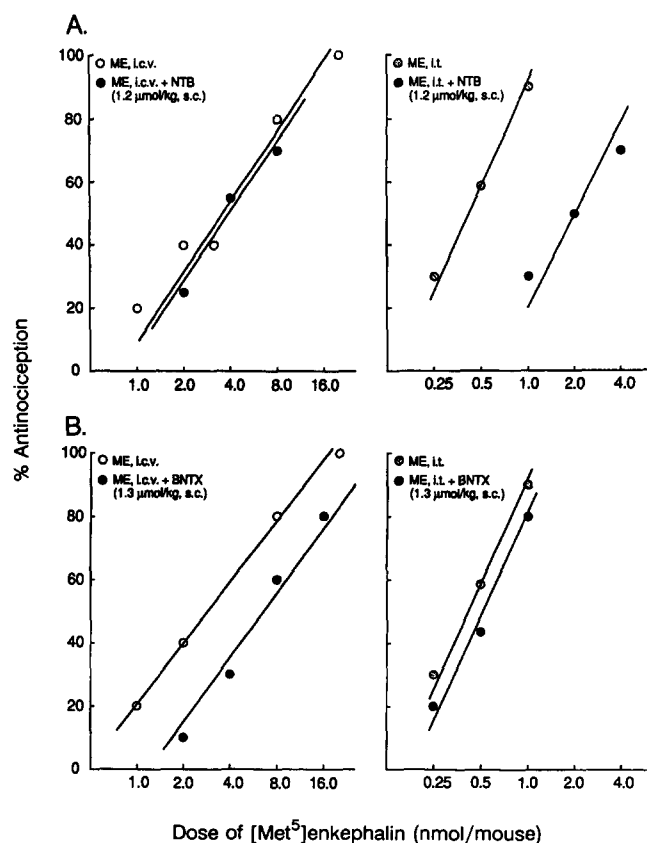 A.
ME, i.c.v.
ME, i.c.v. + NTB
(1.2 μmol/kg, s.c.)
100
80
60
40
20
0
1.0 2.0 4.0 8.0 16.0
ME, i.t.
ME, i.t. + NTB
(1.2 μmol/kg, s.c.)
0.25 0.5 1.0 2.0 4.0
% Antinociception
B.
ME, i.c.v.
ME, i.c.v. + BNTX
(1.3 μmol/kg, s.c.)
100
80
60
40
20
0
1.0 2.0 4.0 8.0 16.0
ME, i.t.
ME, i.t. + BNTX
(1.3 μmol/kg, s.c.)
0.25 0.5 1.0 2.0 4.0
Dose of [Met⁵]enkephalin (nmol/mouse)